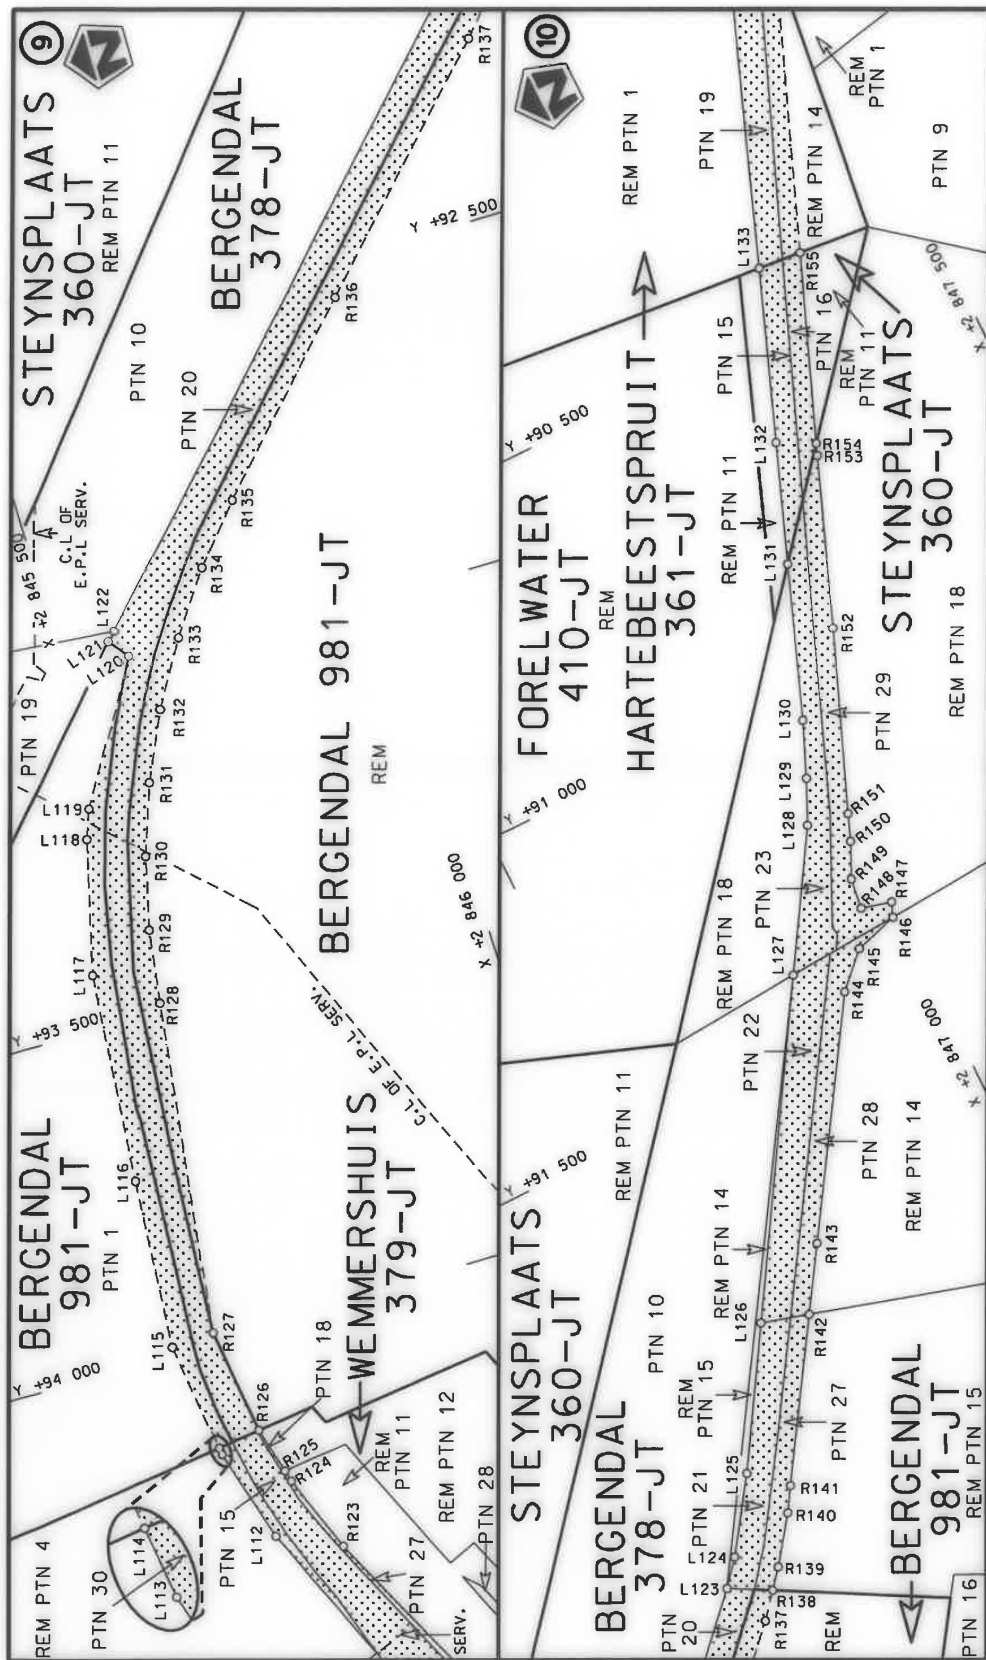 9
STEYNSPLAATS
360-JT
REM PTN 11
PTN 10
BERGENDAL
378-JT
PTN 20
Y +92 500
R137
R136
R135
R134
R133
R132
R131
R130
R129
R128
R127
R126
R125
R124
R123
C.L OF
E.P.L SERV.
X +2 845 500
L122
L121
L120
PTN 19
L119
L118
L117
L116
L115
L114
L113
L112
BERGENDAL 981-JT
REM
X +2 846 000
Y +93 500
C.L OF E.P.L SERV.
BERGENDAL
981-JT
PTN 1
Y +94 000
WEMMERSHUIS
379-JT
PTN 18
REM
PTN 11
REM PTN 12
PTN 28
PTN 27
SERV.
PTN 15
PTN 30
REM PTN 4
10
REM PTN 1
PTN 19
REM PTN 14
REM
PTN 1
PTN 9
L133
R155
PTN 15
PTN 16
REM
PTN 11
X +2 847 500
HARTEBEESTSPRUIT
361-JT
STEYNSPLAATS
360-JT
Y +90 500
L132
R154
R153
REM PTN 11
L131
FORELWATER
410-JT
REM
R152
L130
PTN 29
REM PTN 18
L129
Y +91 000
L128
R151
R150
R149
R148
R147
R146
R145
R144
PTN 23
REM PTN 18
L127
PTN 22
X +2 847 000
PTN 28
REM PTN 14
REM PTN 11
Y +91 500
REM PTN 14
R143
R142
L126
STEYNSPLAATS
360-JT
PTN 10
REM
PTN 15
PTN 27
BERGENDAL
378-JT
L125
PTN 21
R141
R140
L124
R139
L123
R138
R137
PTN
20
REM
BERGENDAL
981-JT
REM PTN 15
PTN 16